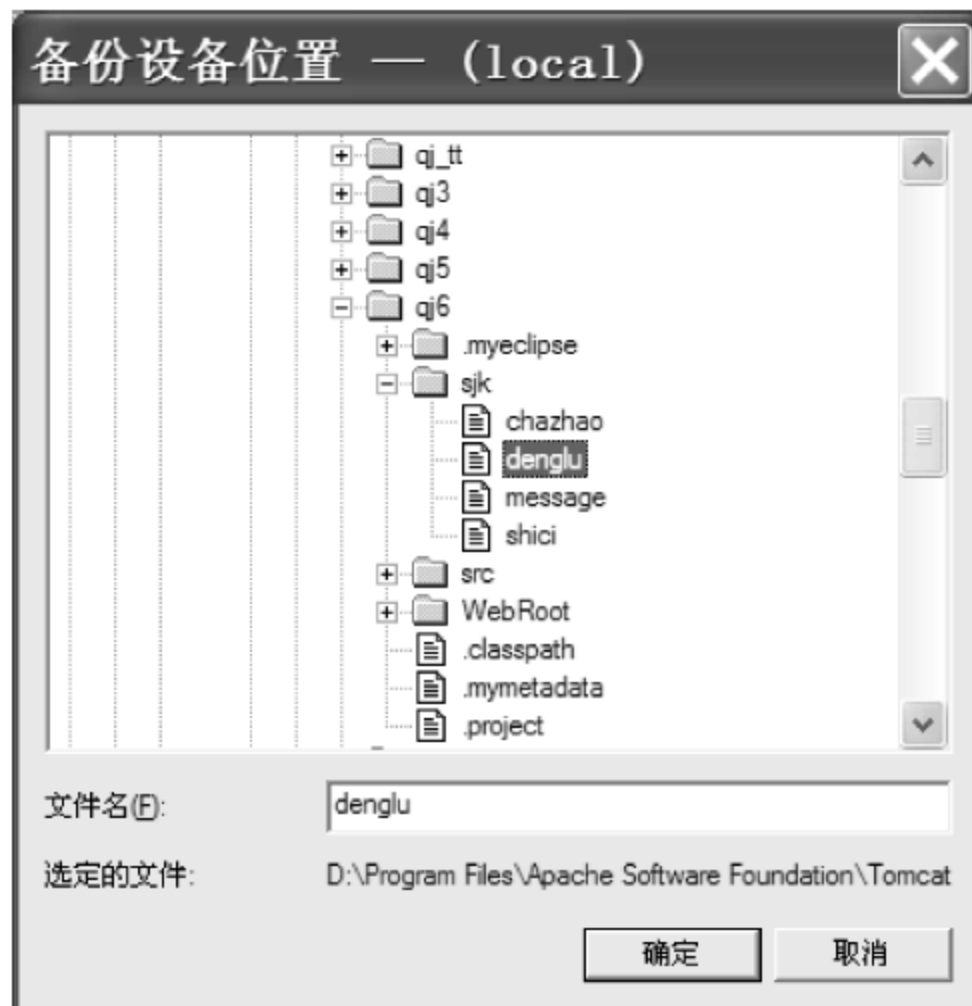 备份设备位置 — (local)
qj_tt
qj3
qj4
qj5
qj6
.myeclipse
sjk
chazhao
denglu
message
shici
src
WebRoot
.classpath
.mymetadata
.project
文件名(F):
denglu
选定的文件:
D:\Program Files\Apache Software Foundation\Tomcat
确定
取消